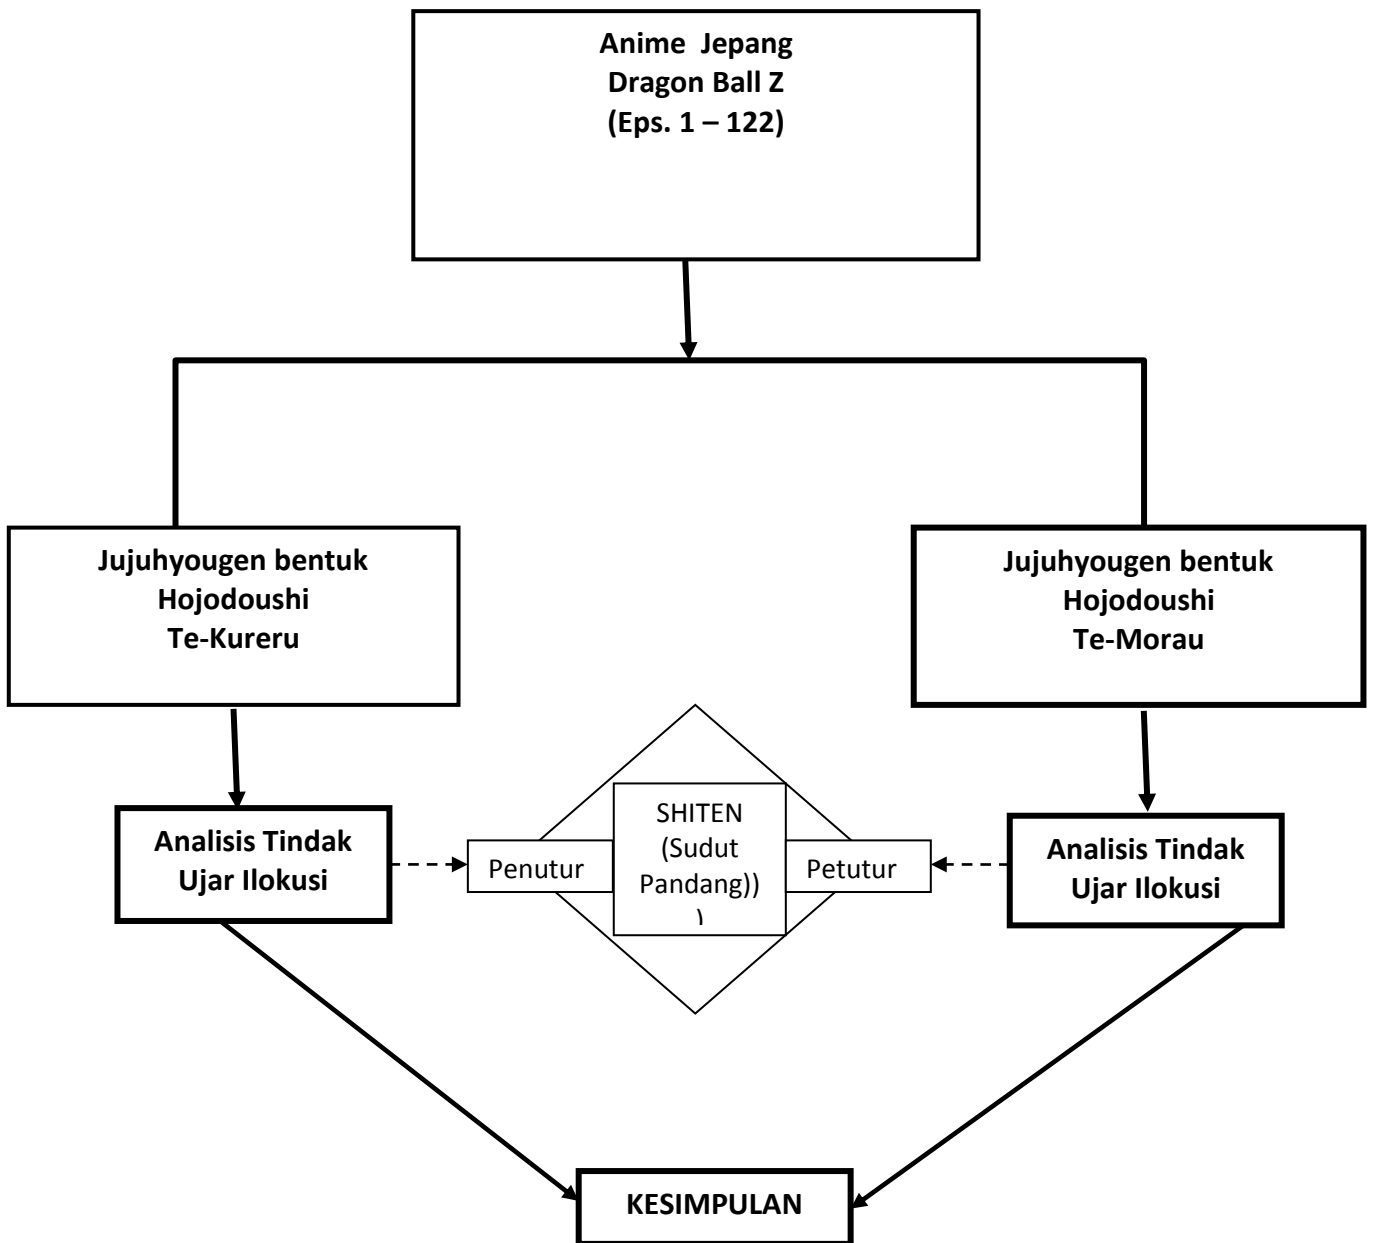 Anime Jepang
Dragon Ball Z
(Eps. 1 – 122)
Jujuhyougen bentuk
Hojodoushi
Te-Kureru
Jujuhyougen bentuk
Hojodoushi
Te-Morau
Analisis Tindak
Ujar Ilokusi
Penutur
SHITEN
(Sudut
Pandang))
)
Petutur
Analisis Tindak
Ujar Ilokusi
KESIMPULAN